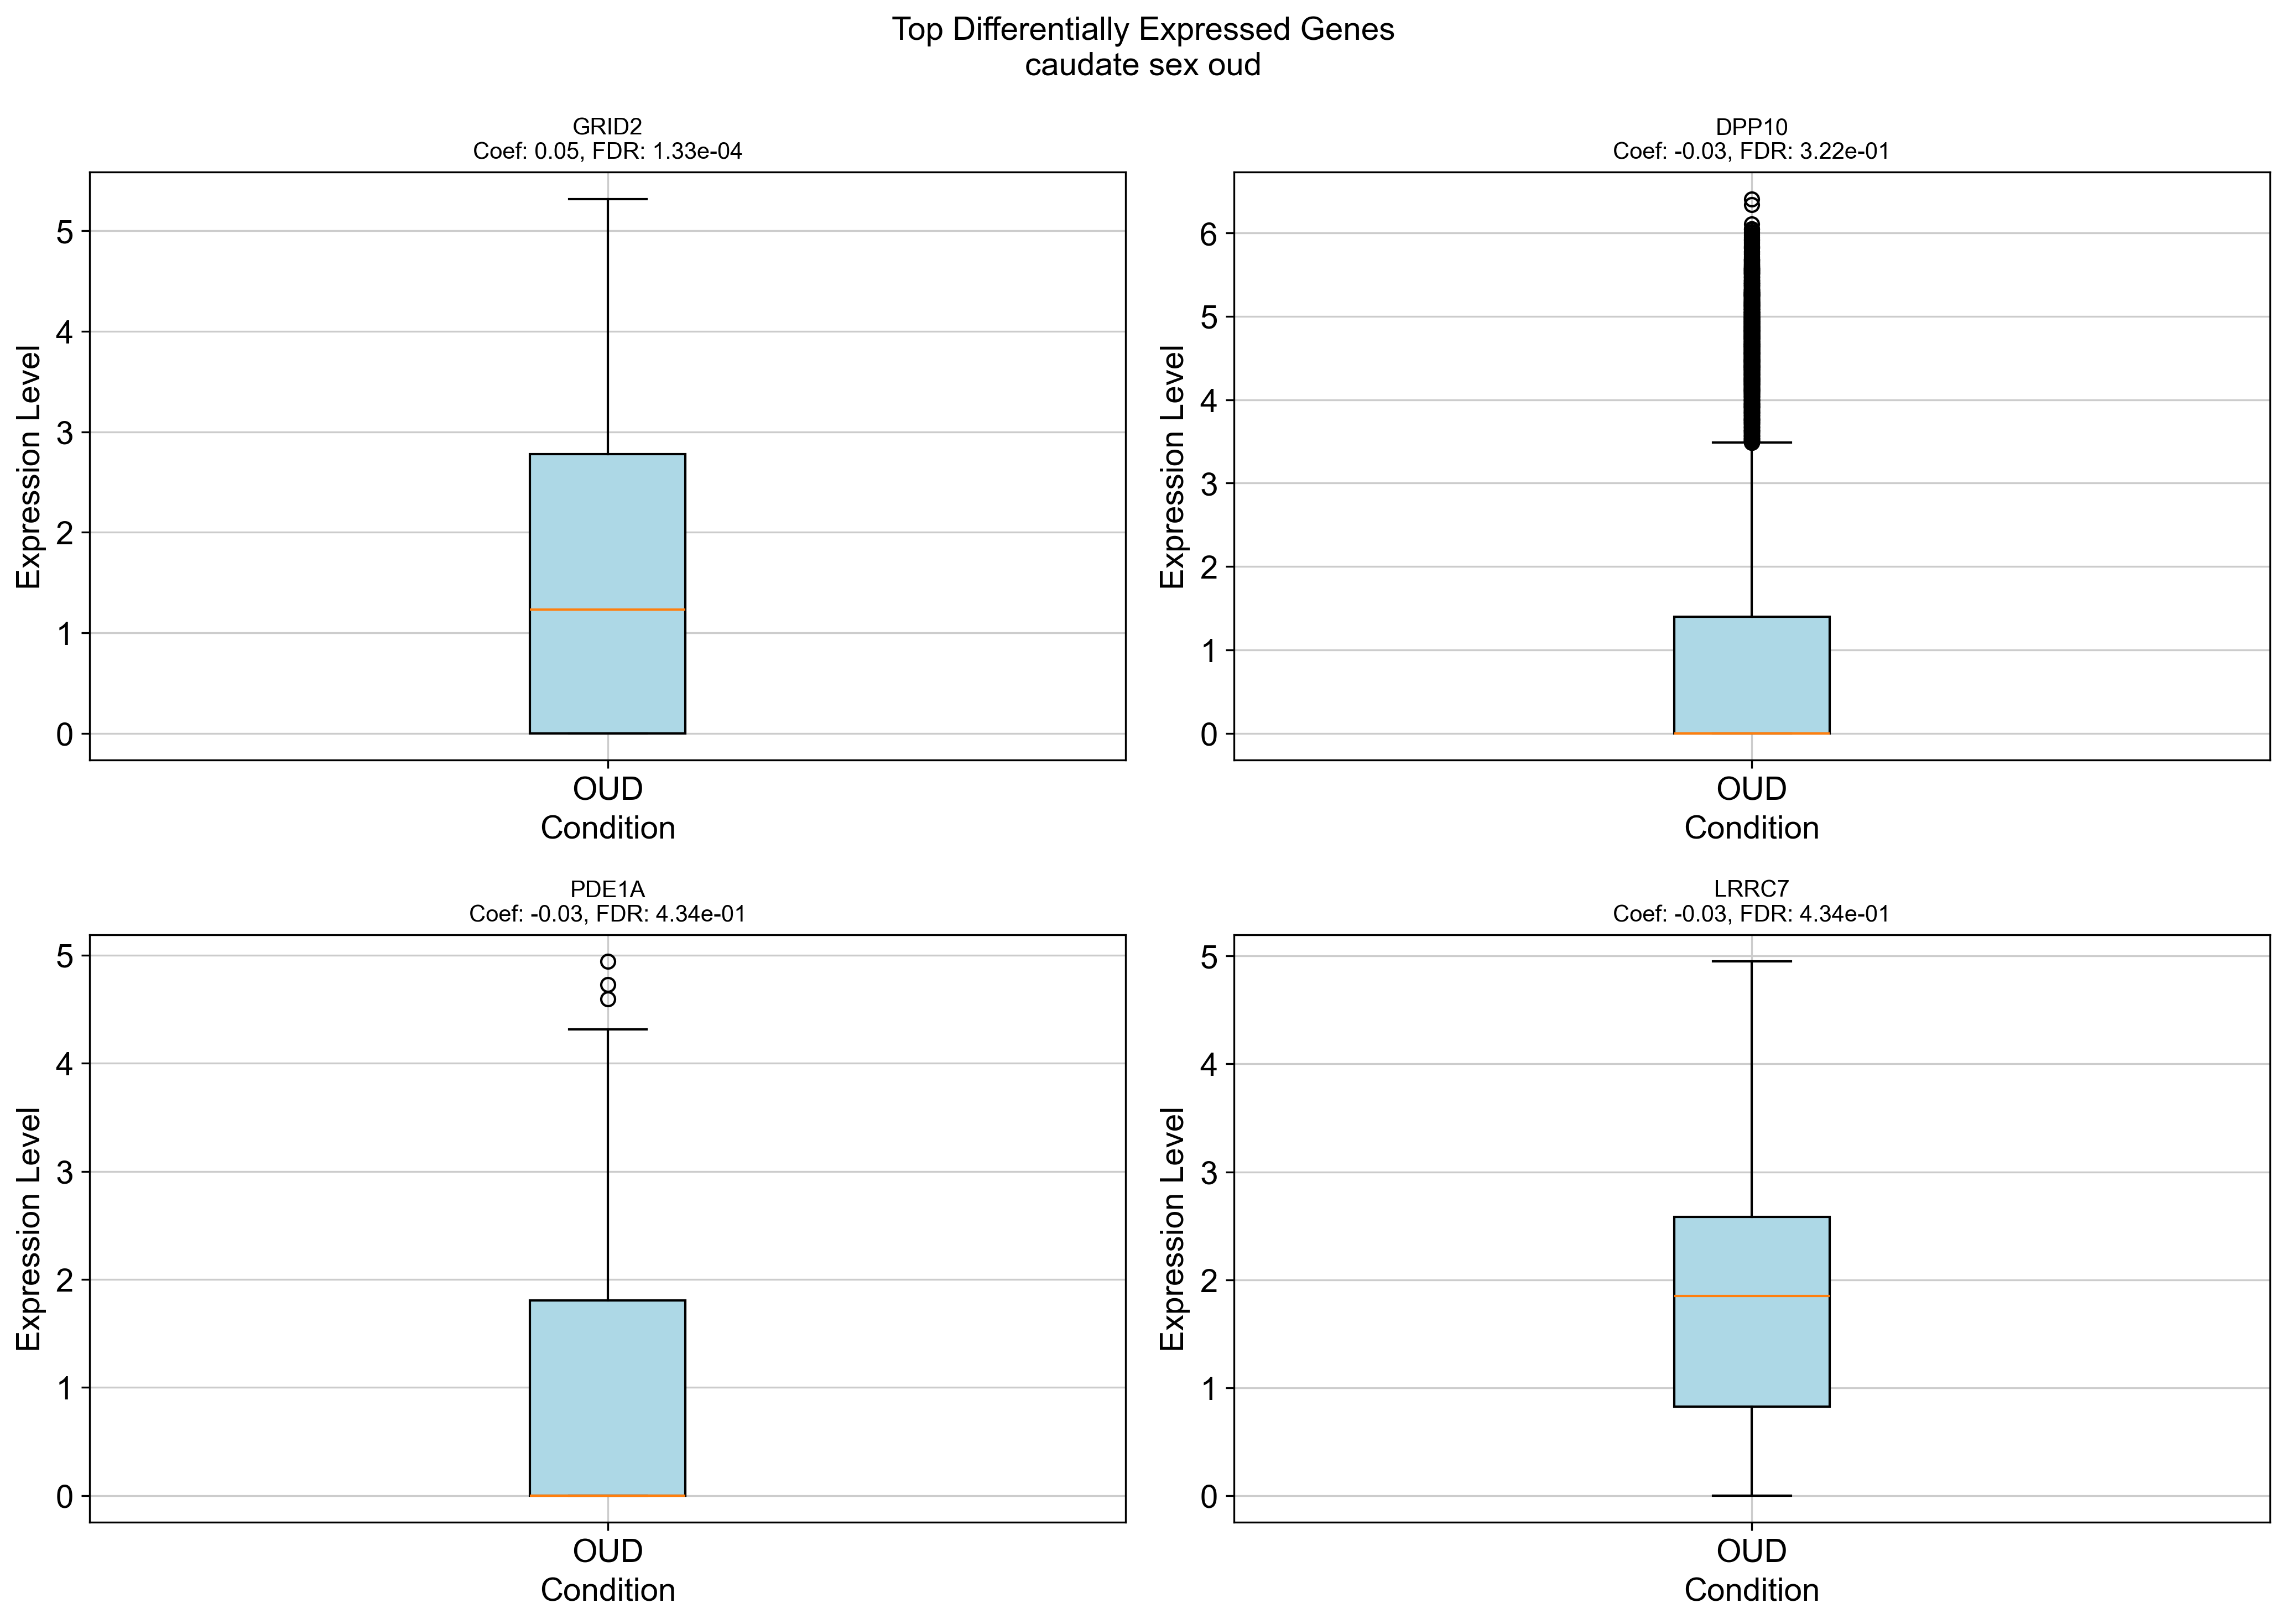 Top Differentially Expressed Genes
caudate sex oud
GRID2
Coef: 0.05, FDR: 1.33e-04
5
4
3
2
1
0
Expression Level
OUD
Condition
DPP10
Coef: -0.03, FDR: 3.22e-01
6
5
4
3
2
1
0
Expression Level
OUD
Condition
PDE1A
Coef: -0.03, FDR: 4.34e-01
5
4
3
2
1
0
Expression Level
OUD
Condition
LRRC7
Coef: -0.03, FDR: 4.34e-01
5
4
3
2
1
0
Expression Level
OUD
Condition